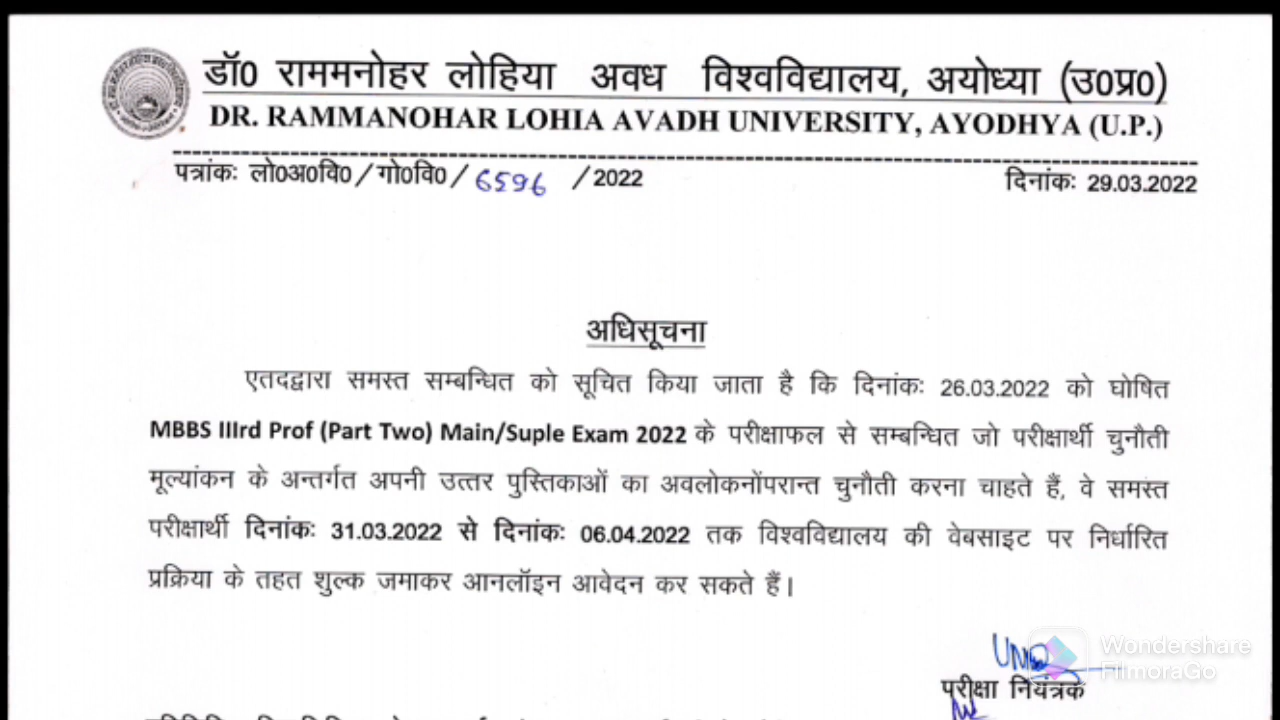 डॉ0 राममनोहर लोहिया अवध विश्वविद्यालय, अयोध्या (उ0प्र0)
DR. RAMMANOHAR LOHIA AVADH UNIVERSITY, AYODHYA (U.P.)
पत्रांकः लो0अ0वि0/गो0वि0/6596 /2022 दिनांकः 29.03.2022
अधिसूचना
एतदद्वारा समस्त सम्बन्धित को सूचित किया जाता है कि दिनांकः 26.03.2022 को घोषित
MBBS IIIrd Prof (Part Two) Main/Suple Exam 2022 के परीक्षाफल से सम्बन्धित जो परीक्षार्थी चुनौती
मूल्यांकन के अन्तर्गत अपनी उत्तर पुस्तिकाओं का अवलोकनोंपरान्त चुनौती करना चाहते हैं, वे समस्त
परीक्षार्थी दिनांकः 31.03.2022 से दिनांकः 06.04.2022 तक विश्वविद्यालय की वेबसाइट पर निर्धारित
प्रक्रिया के तहत शुल्क जमाकर आनलॉइन आवेदन कर सकते हैं।
Wondershare
FilmoraGo
परीक्षा नियंत्रक